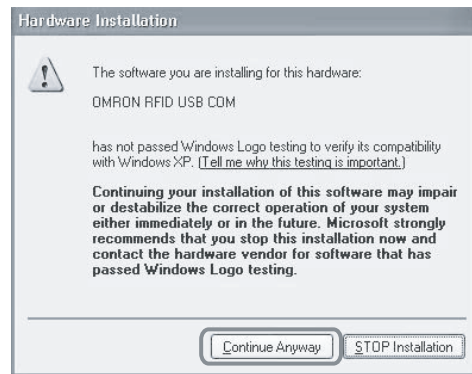 Hardware Installation
The software you are installing for this hardware:
OMRON RFID USB COM
has not passed Windows Logo testing to verify its compatibility
with Windows XP. (Tell me why this testing is important.)
Continuing your installation of this software may impair
or destabilize the correct operation of your system
either immediately or in the future. Microsoft strongly
recommends that you stop this installation now and
contact the hardware vendor for software that has
passed Windows Logo testing.
Continue Anyway STOP Installation